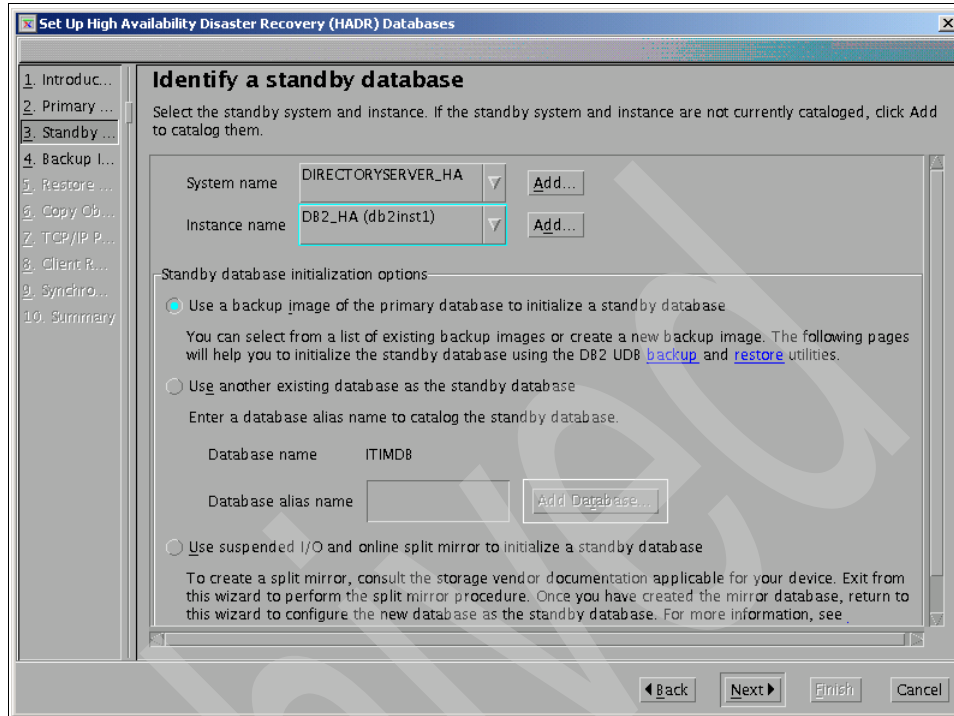 Set Up High Availability Disaster Recovery (HADR) Databases
1. Introduc...
2. Primary ...
3. Standby ...
4. Backup I...
5. Restore ...
6. Copy Ob...
7. TCP/IP P...
8. Client R...
9. Synchro...
10. Summary
Identify a standby database
Select the standby system and instance. If the standby system and instance are not currently cataloged, click Add
to catalog them.
System name DIRECTORYSERVER_HA Add...
Instance name DB2_HA (db2inst1) Add...
Standby database initialization options
Use a backup image of the primary database to initialize a standby database
You can select from a list of existing backup images or create a new backup image. The following pages
will help you to initialize the standby database using the DB2 UDB backup and restore utilities.
Use another existing database as the standby database
Enter a database alias name to catalog the standby database.
Database name ITIMDB
Database alias name Add Database...
Use suspended I/O and online split mirror to initialize a standby database
To create a split mirror, consult the storage vendor documentation applicable for your device. Exit from
this wizard to perform the split mirror procedure. Once you have created the mirror database, return to
this wizard to configure the new database as the standby database. For more information, see .
Back Next Finish Cancel
hived